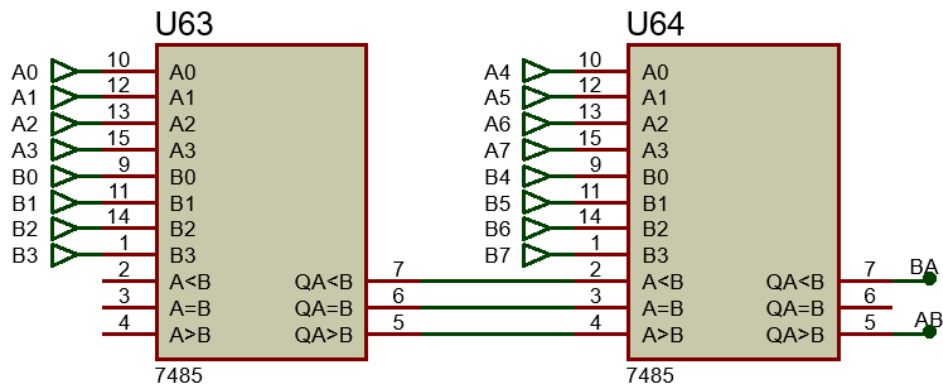 U63 U64
A0 10 A0 A4 10 A0
A1 12 A1 A5 12 A1
A2 13 A2 A6 13 A2
A3 15 A3 A7 15 A3
B0 9 B0 B4 9 B0
B1 11 B1 B5 11 B1
B2 14 B2 B6 14 B2
B3 1 B3 B7 1 B3
2 A<B QA<B 7 2 A<B QA<B 7 BA
3 A=B QA=B 6 3 A=B QA=B 6
4 A>B QA>B 5 4 A>B QA>B 5 AB
7485 7485